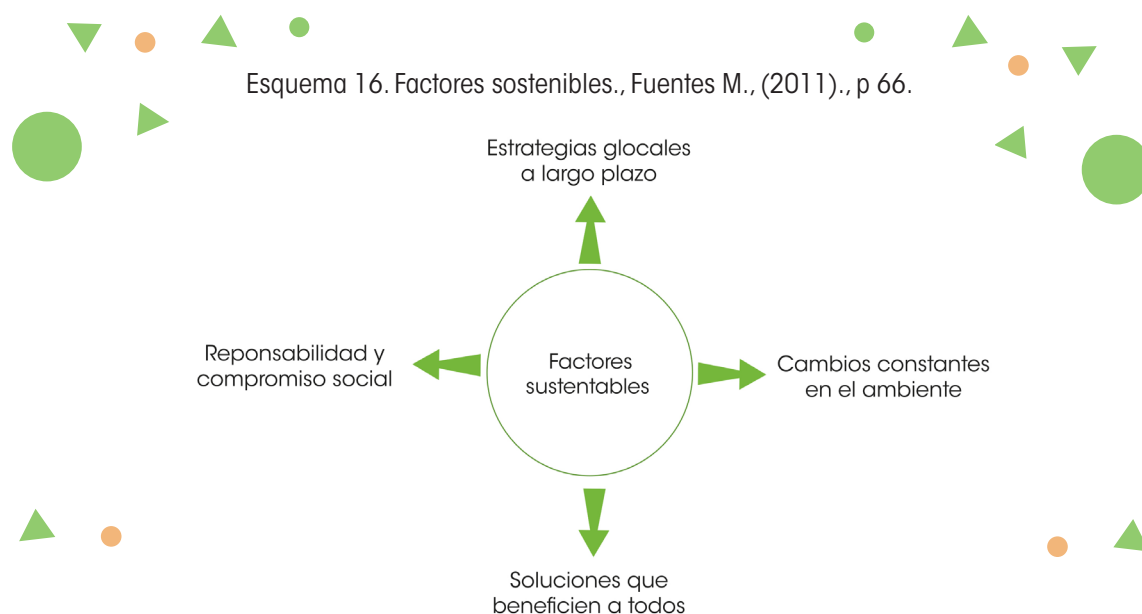 Esquema 16. Factores sostenibles., Fuentes M., (2011)., p 66.
Estrategias glocales
a largo plazo
Reponsabilidad y
compromiso social
Factores
sustentables
Cambios constantes
en el ambiente
Soluciones que
beneficien a todos